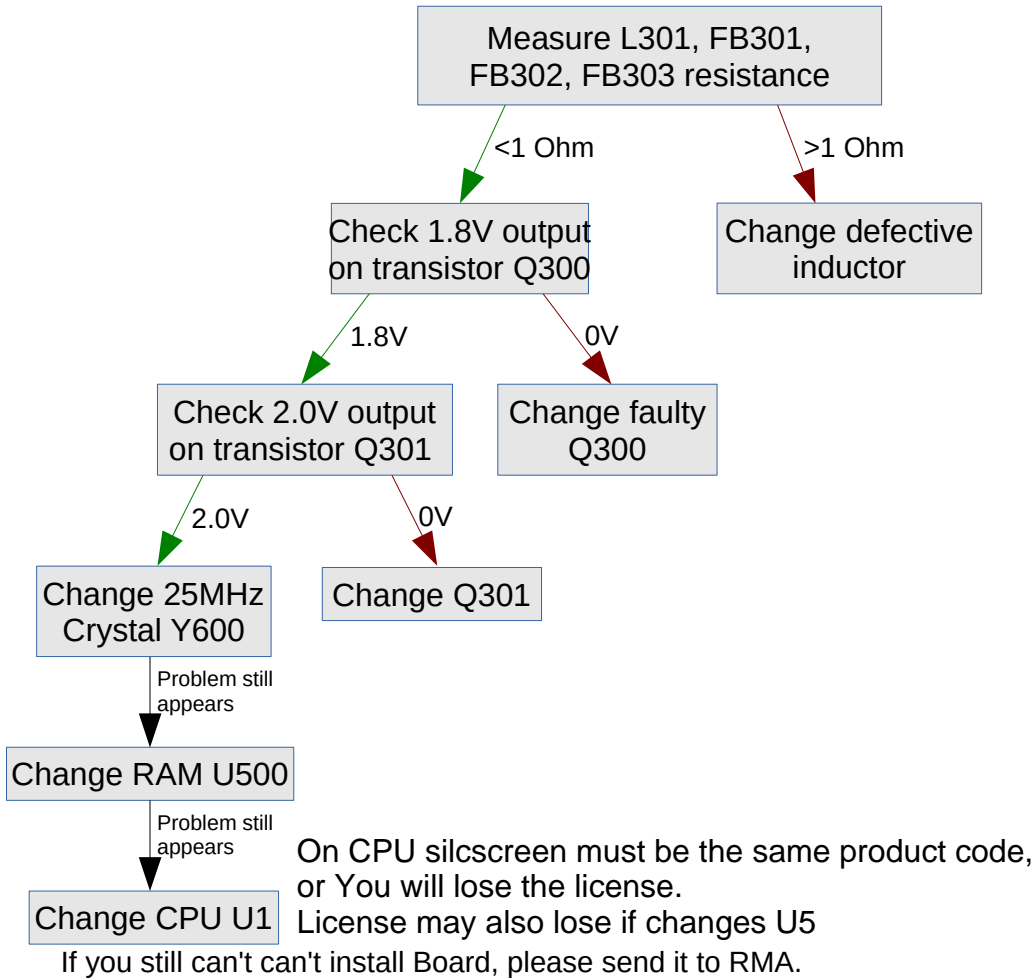 Measure L301, FB301,
FB302, FB303 resistance
<1 Ohm
>1 Ohm
Check 1.8V output
on transistor Q300
Change defective
inductor
1.8V
0V
Check 2.0V output
on transistor Q301
Change faulty
Q300
2.0V
0V
Change 25MHz
Crystal Y600
Change Q301
Problem still
appears
Change RAM U500
Problem still
appears
On CPU silcscreen must be the same product code,
or You will lose the license.
Change CPU U1
License may also lose if changes U5
If you still can't can't install Board, please send it to RMA.